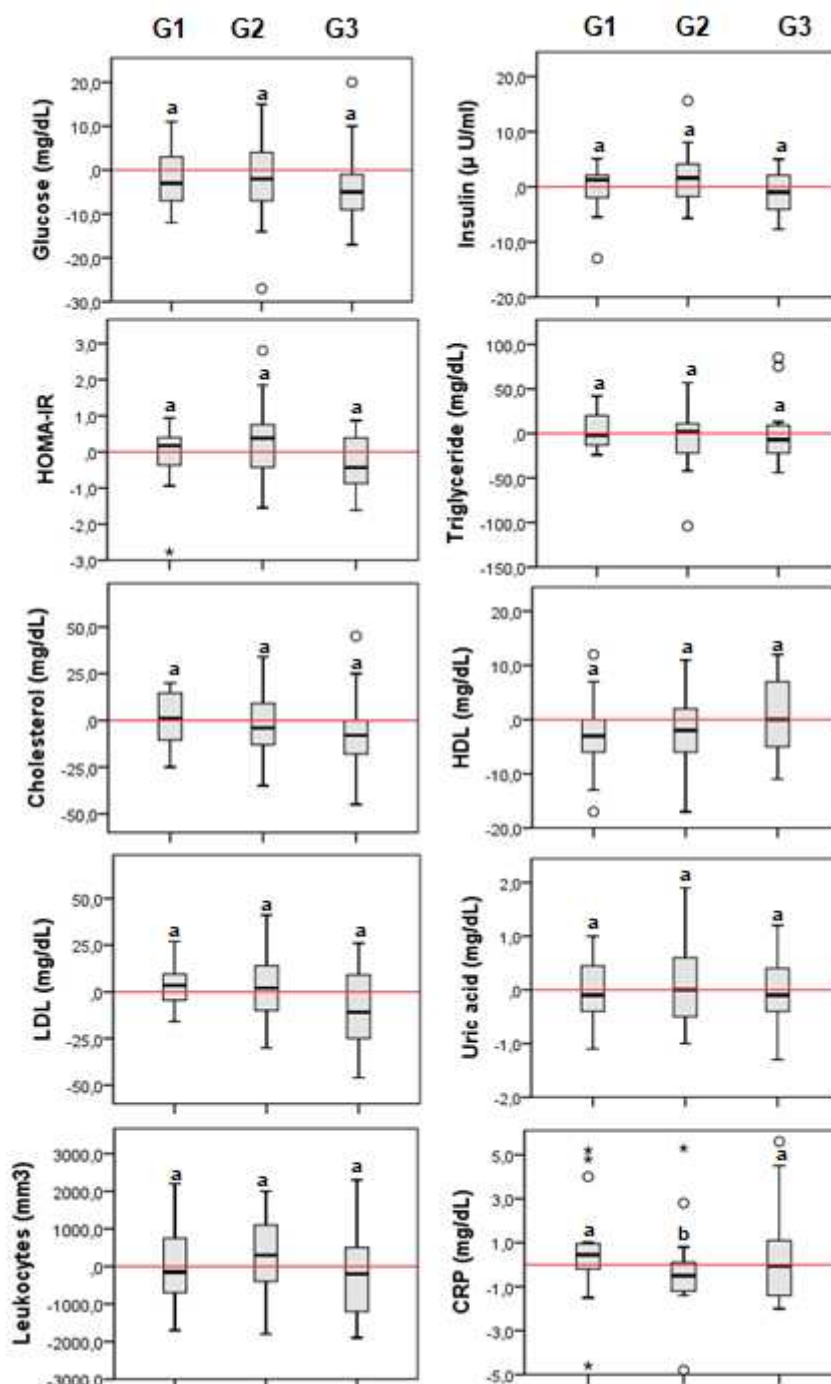 G1 G2 G3
Glucose (mg/dL)
20,0
10,0
,0
-10,0
-20,0
-30,0
a a a
G1 G2 G3
Insulin (µ U/ml)
20,0
10,0
,0
-10,0
-20,0
a a a
HOMA-IR
3,0
2,0
1,0
,0
-1,0
-2,0
-3,0
a a a
*
Triglyceride (mg/dL)
100,0
50,0
,0
-50,0
-100,0
-150,0
a a a
Cholesterol (mg/dL)
50,0
25,0
,0
-25,0
-50,0
a a a
HDL (mg/dL)
20,0
10,0
,0
-10,0
-20,0
a a a
LDL (mg/dL)
50,0
25,0
,0
-25,0
-50,0
a a a
Uric acid (mg/dL)
2,0
1,0
,0
-1,0
-2,0
a a a
Leukocytes (mm3)
3000,0
2000,0
1000,0
,0
-1000,0
-2000,0
-3000,0
a a a
CRP (mg/dL)
5,0
3,0
1,0
-1,0
-3,0
-5,0
a b a
* * * *